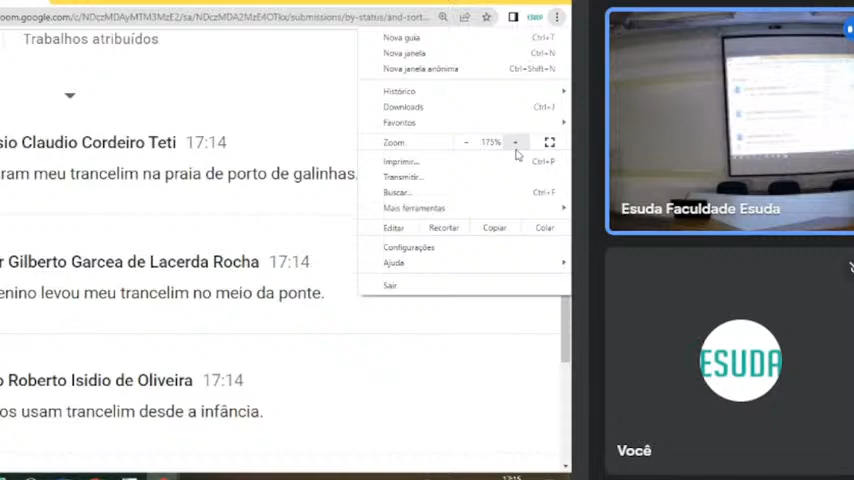 oom.google.com/c/NDczMDAyMTM3MzE2/sa/NDczMDA2MzE4OTkx/submissions/by-status/and-sort...
Trabalhos atribuídos
sio Claudio Cordeiro Teti 17:14
ram meu trancelim na praia de porto de galinhas.
r Gilberto Garcea de Lacerda Rocha 17:14
enino levou meu trancelim no meio da ponte.
o Roberto Isidio de Oliveira 17:14
os usam trancelim desde a infância.
Nova guia Ctrl+T
Nova janela Ctrl+N
Nova janela anônima Ctrl+Shift+N
Histórico
Downloads Ctrl+J
Favoritos
Zoom - 175% +
Imprimir... Ctrl+P
Transmitir...
Buscar... Ctrl+F
Mais ferramentas
Editar Recortar Copiar Colar
Configurações
Ajuda
Sair
17:15
Esuda Faculdade Esuda
ESUDA
Você